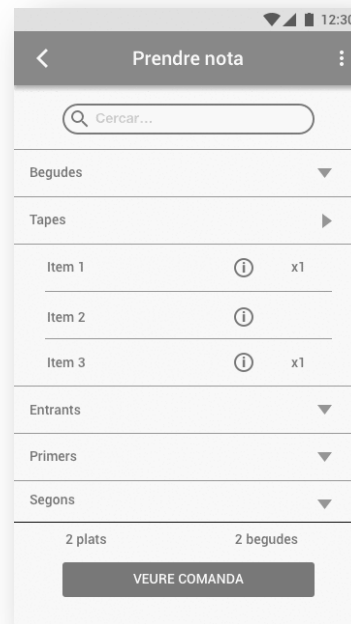 12:30
Prendre nota
Cercar...
Begudes
Tapes
Item 1 x1
Item 2
Item 3 x1
Entrants
Primers
Segons
2 plats 2 begudes
VEURE COMANDA